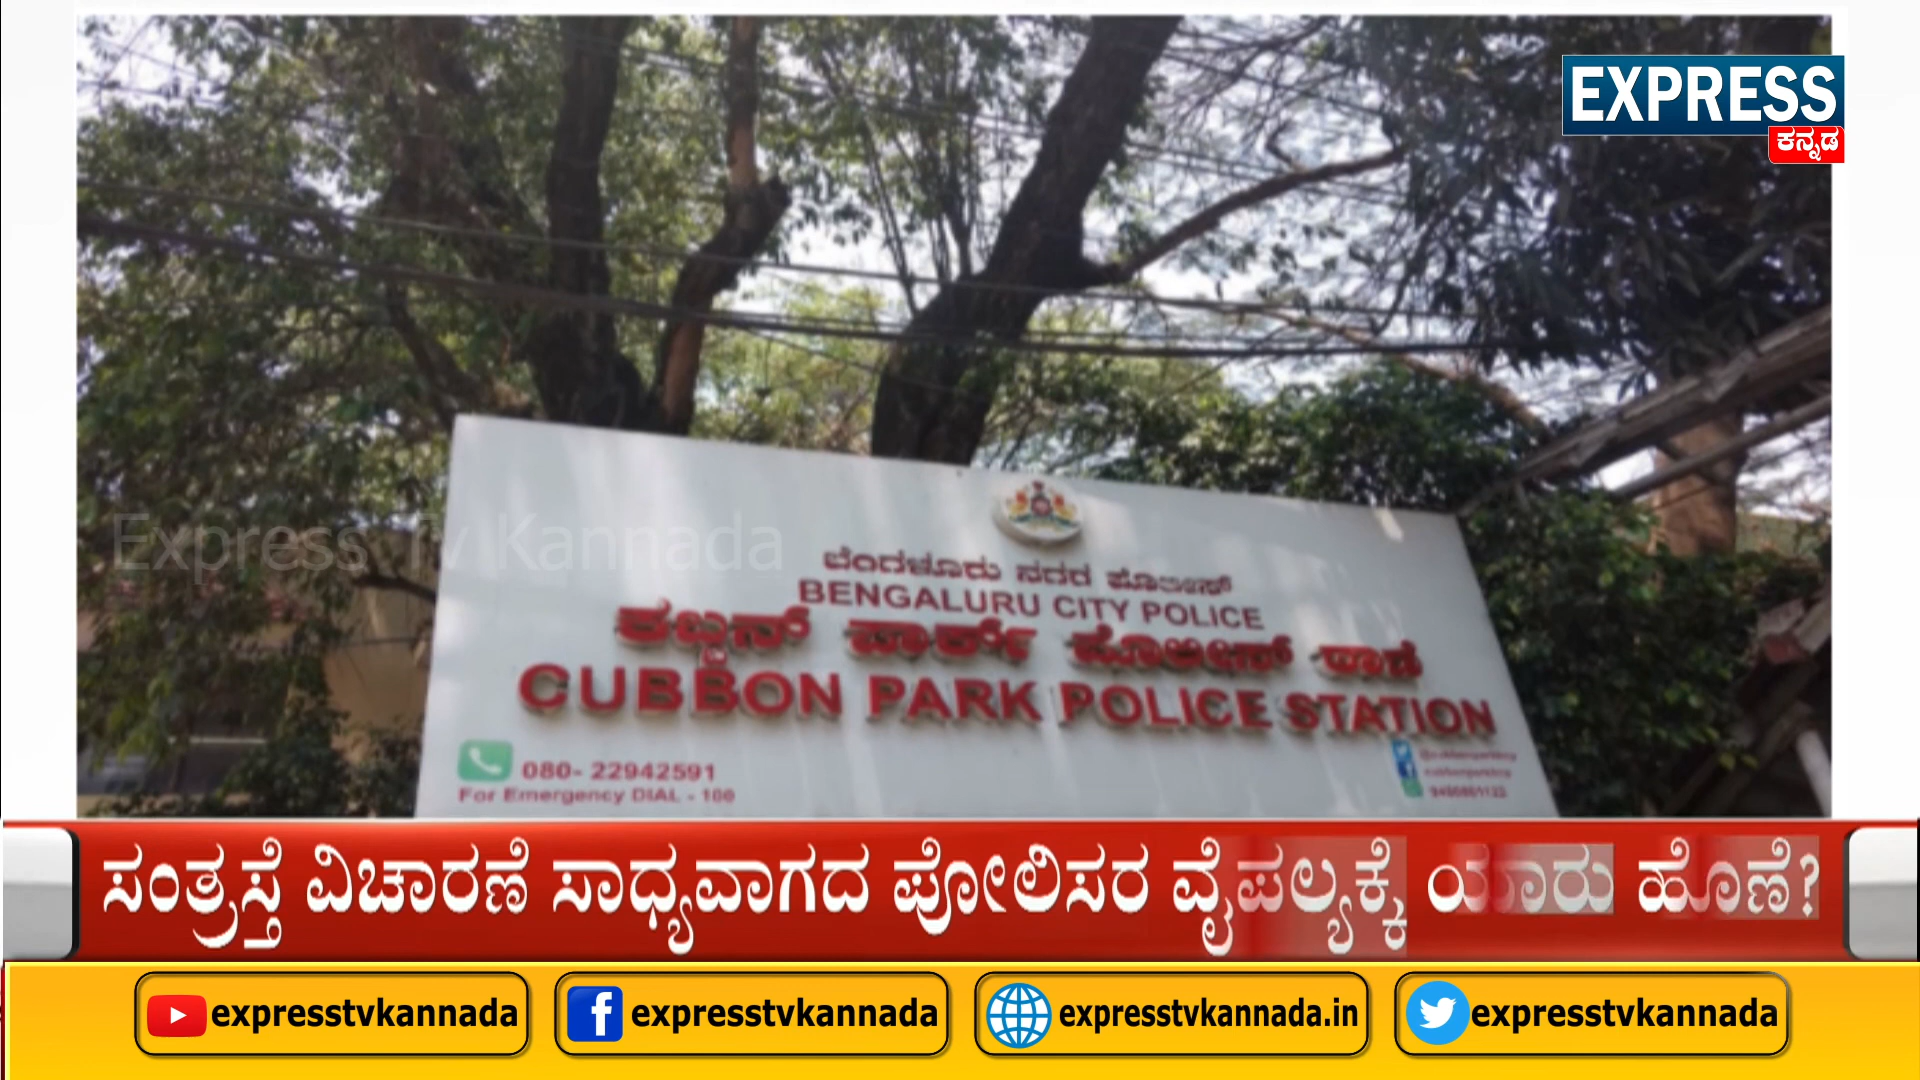 EXPRESS
ಕನ್ನಡ
Express Tv Kannada
ಬೆಂಗಳೂರು ನಗರ ಪೊಲೀಸ್
BENGALURU CITY POLICE
ಕಬ್ಬನ್ ಪಾರ್ಕ್ ಪೊಲೀಸ್ ಠಾಣೆ
CUBBON PARK POLICE STATION
080- 22942591
For Emergency DIAL - 100
ಸಂತ್ರಸ್ತೆ ವಿಚಾರಣೆ ಸಾಧ್ಯವಾಗದ ಪೋಲಿಸರ ವೈಪಲ್ಯಕ್ಕೆ ಯಾರು ಹೊಣೆ?
expresstvkannada
expresstvkannada
expresstvkannada.in
expresstvkannada